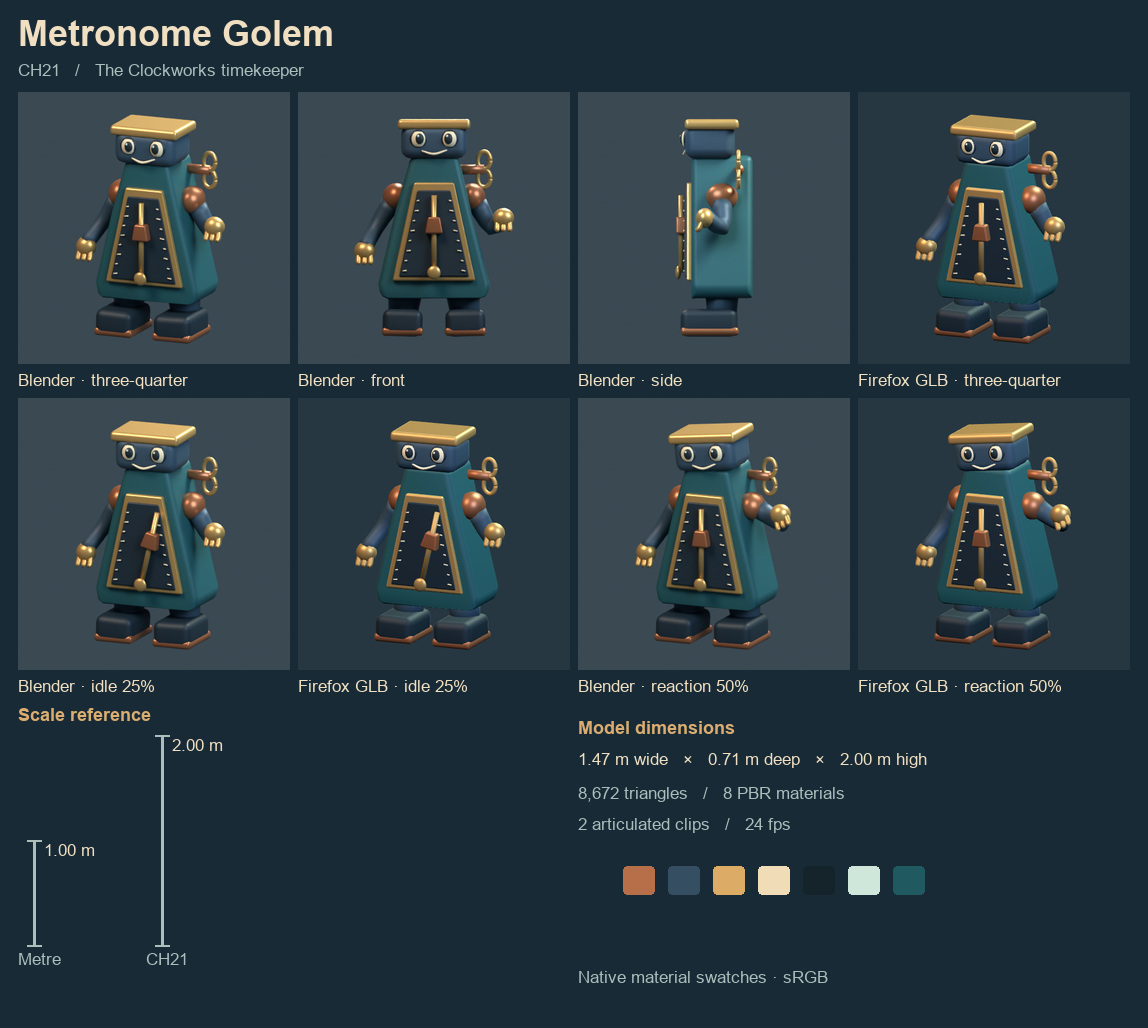 Metronome Golem
CH21 / The Clockworks timekeeper
Blender · three-quarter
Blender · front
Blender · side
Firefox GLB · three-quarter
Blender · idle 25%
Firefox GLB · idle 25%
Blender · reaction 50%
Firefox GLB · reaction 50%
Scale reference
2.00 m
1.00 m
Metre
CH21
Model dimensions
1.47 m wide × 0.71 m deep × 2.00 m high
8,672 triangles / 8 PBR materials
2 articulated clips / 24 fps
Native material swatches · sRGB